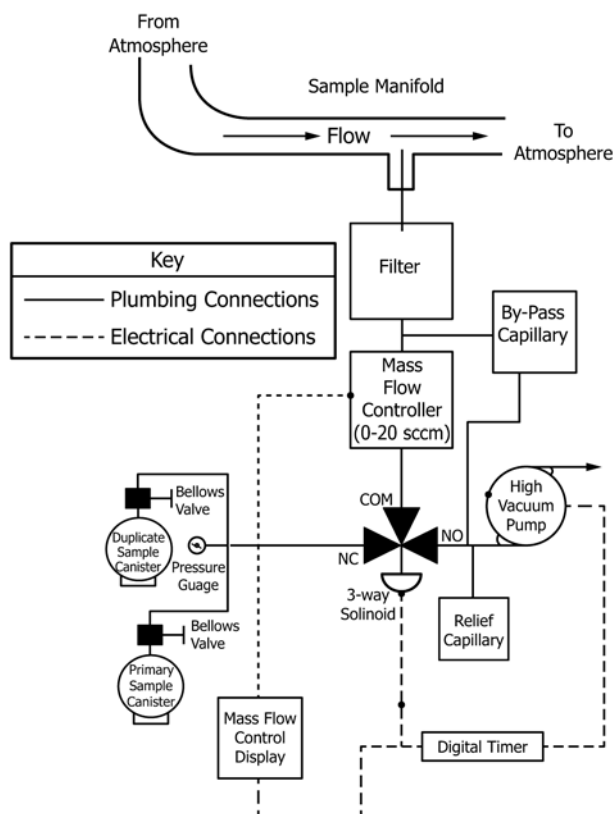 From
Atmosphere
Sample Manifold
Flow
To
Atmosphere
Filter
Key
Plumbing Connections
Electrical Connections
By-Pass
Capillary
Mass
Flow
Controller
(0-20 sccm)
Bellows
Valve
COM
High
Vacuum
Pump
Duplicate
Sample
Canister
NO
NC
Pressure
Guage
3-way
Solinoid
Relief
Capillary
Bellows
Valve
Primary
Sample
Canister
Mass Flow
Control
Display
Digital Timer